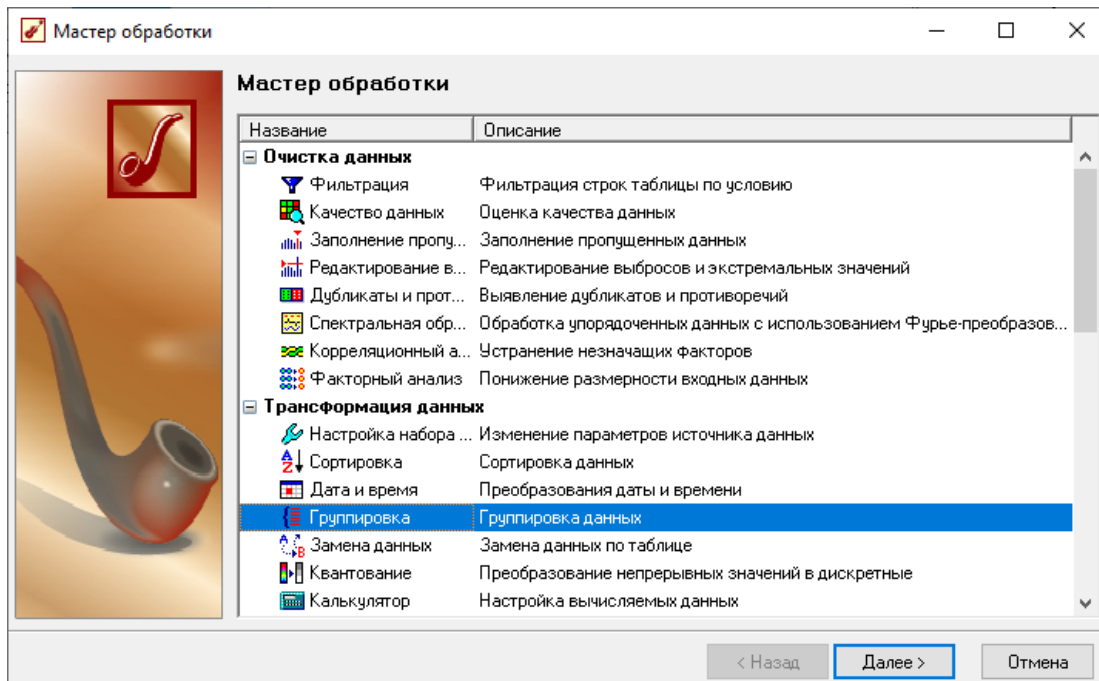 Мастер обработки
Мастер обработки
Название Описание
Очистка данных
Фильтрация Фильтрация строк таблицы по условию
Качество данных Оценка качества данных
Заполнение пропу... Заполнение пропущенных данных
Редактирование в... Редактирование выбросов и экстремальных значений
Дубликаты и прот... Выявление дубликатов и противоречий
Спектральная обр... Обработка упорядоченных данных с использованием Фурье-преобразов...
Корреляционный а... Устранение незначащих факторов
Факторный анализ Понижение размерности входных данных
Трансформация данных
Настройка набора ... Изменение параметров источника данных
Сортировка Сортировка данных
Дата и время Преобразования даты и времени
Группировка Группировка данных
Замена данных Замена данных по таблице
Квантование Преобразование непрерывных значений в дискретные
Калькулятор Настройка вычисляемых данных
< Назад Далее > Отмена